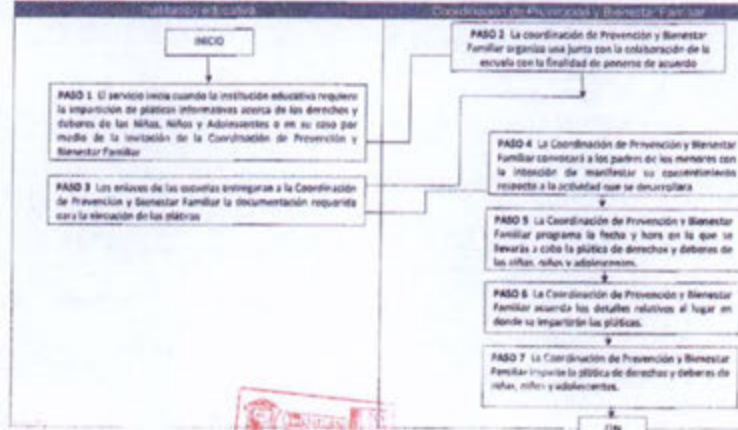 Institución educativa
Coordinación de Prevención y Bienestar Familiar
INICIO
PASO 1 El servicio inicia cuando la institución educativa requiere
la impartición de pláticas informativas acerca de los derechos y
deberes de las Niñas, Niños y Adolescentes o en su caso por
medio de la invitación de la Coordinación de Prevención y
Bienestar Familiar
PASO 2 La coordinación de Prevención y Bienestar
Familiar organiza una junta con la colaboración de la
escuela con la finalidad de ponerse de acuerdo
PASO 3 Los enlaces de las escuelas entregaran a la Coordinación
de Prevención y Bienestar Familiar la documentación requerida
para la ejecución de las pláticas
PASO 4 La Coordinación de Prevención y Bienestar
Familiar convocará a los padres de los menores con
la intención de manifestar su consentimiento
respecto a la actividad que se desarrollara
PASO 5 La Coordinación de Prevención y Bienestar
Familiar programa la fecha y hora en la que se
llevaras a cabo la plática de derechos y deberes de
las niñas, niños y adolescentes.
PASO 6 La Coordinación de Prevención y Bienestar
Familiar acuerda los detalles relativos al lugar en
donde se impartirán las pláticas.
PASO 7 La Coordinación de Prevención y Bienestar
Familiar imparte la plática de derechos y deberes de
niñas, niños y adolescentes.